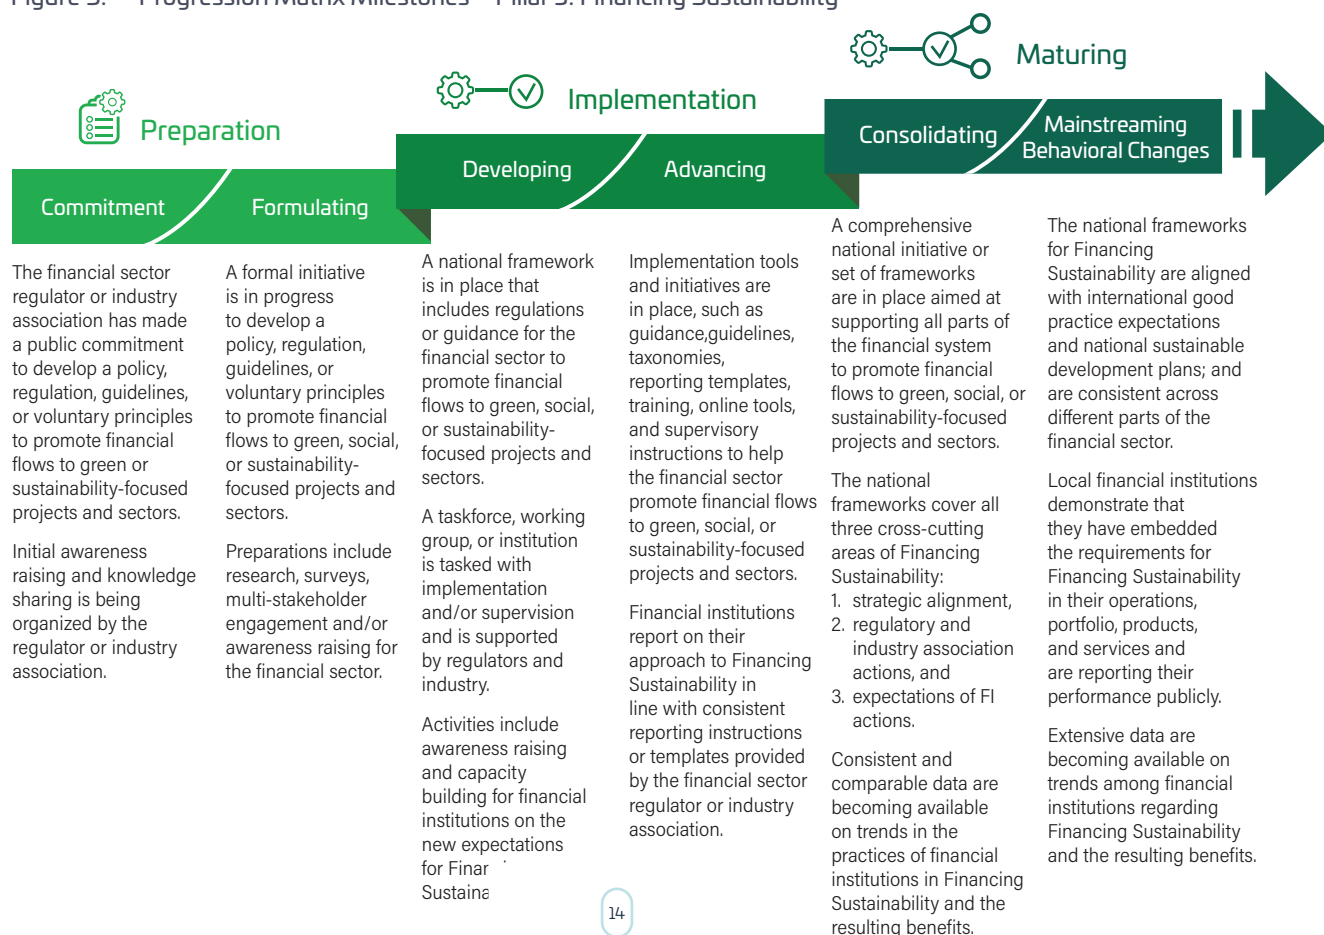 Figure 3. Progression Matrix Milestones – Pillar 3: Financing Sustainability
Preparation
Commitment
Formulating
The financial sector
regulator or industry
association has made
a public commitment
to develop a policy,
regulation, guidelines,
or voluntary principles
to promote financial
flows to green or
sustainability-focused
projects and sectors.
Initial awareness
raising and knowledge
sharing is being
organized by the
regulator or industry
association.
A formal initiative
is in progress
to develop a
policy, regulation,
guidelines, or
voluntary principles
to promote financial
flows to green, social,
or sustainability-
focused projects and
sectors.
Preparations include
research, surveys,
multi-stakeholder
engagement and/or
awareness raising for
the financial sector.
Implementation
Developing
Advancing
A national framework
is in place that
includes regulations
or guidance for the
financial sector to
promote financial
flows to green, social,
or sustainability-
focused projects and
sectors.
A taskforce, working
group, or institution
is tasked with
implementation
and/or supervision
and is supported
by regulators and
industry.
Activities include
awareness raising
and capacity
building for financial
institutions on the
new expectations
for
Implementation tools
and initiatives are
in place, such as
guidance,guidelines,
taxonomies,
reporting templates,
training, online tools,
and supervisory
instructions to help
the financial sector
promote financial flows
to green, social, or
sustainability-focused
projects and sectors.
Financial institutions
report on their
approach to Financing
Sustainability in
line with consistent
reporting instructions
or templates provided
by the financial sector
regulator or industry
association.
Maturing
Consolidating
Mainstreaming
Behavioral Changes
A comprehensive
national initiative or
set of frameworks
are in place aimed at
supporting all parts of
the financial system
to promote financial
flows to green, social, or
sustainability-focused
projects and sectors.
The national
frameworks cover all
three cross-cutting
areas of Financing
Sustainability:
1. strategic alignment,
2. regulatory and
industry association
actions, and
3. expectations of FI
actions.
Consistent and
comparable data are
becoming available
on trends in the
practices of financial
institutions in Financing
Sustainability and the
resulting benefits.
The national frameworks
for Financing
Sustainability are aligned
with international good
practice expectations
and national sustainable
development plans; and
are consistent across
different parts of the
financial sector.
Local financial institutions
demonstrate that
they have embedded
the requirements for
Financing Sustainability
in their operations,
portfolio, products,
and services and
are reporting their
performance publicly.
Extensive data are
becoming available on
trends among financial
institutions regarding
Financing Sustainability
and the resulting benefits.
14